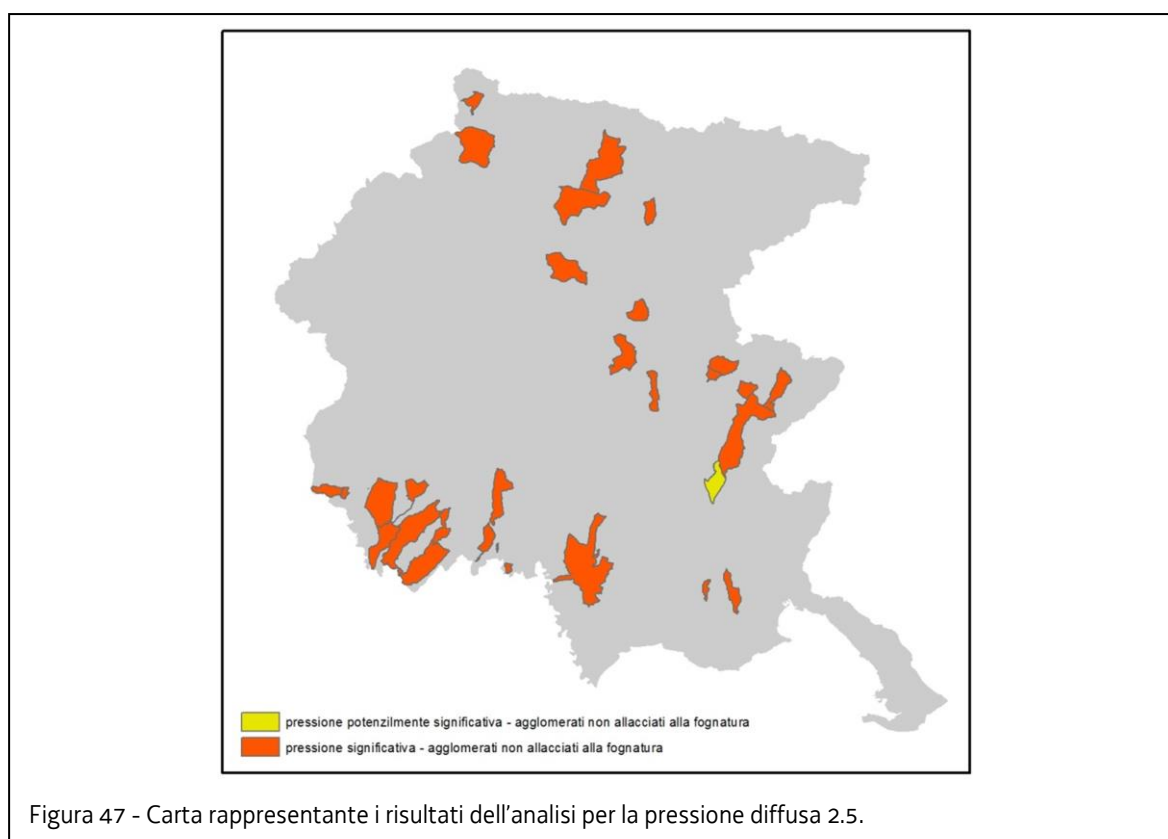 pressione potenzilmente significativa - agglomerati non allacciati alla fognatura
pressione significativa - agglomerati non allacciati alla fognatura
Figura 47 - Carta rappresentante i risultati dell'analisi per la pressione diffusa 2.5.